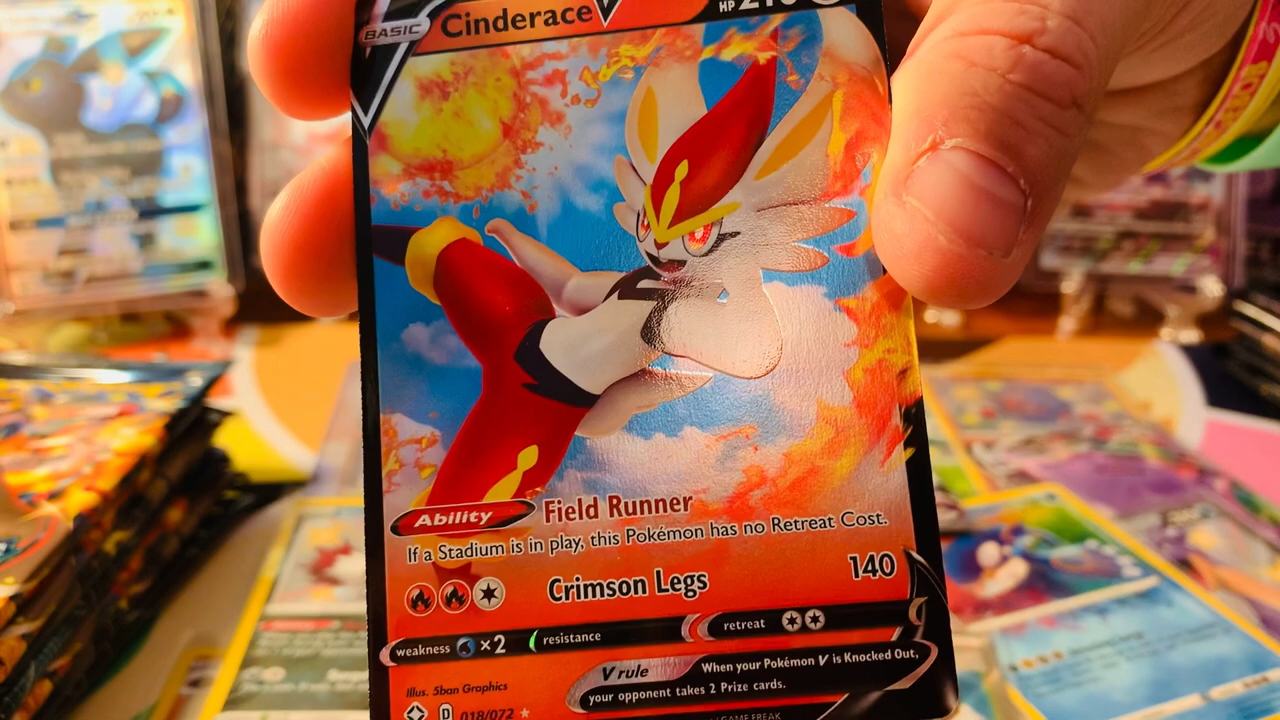 BASIC Cinderace V HP
Ability Field Runner
If a Stadium is in play, this Pokémon has no Retreat Cost.
Crimson Legs 140
weakness ×2 resistance retreat
V rule When your Pokémon V is Knocked Out,
your opponent takes 2 Prize cards.
Illus. 5ban Graphics
D 018/072
GAME FREAK